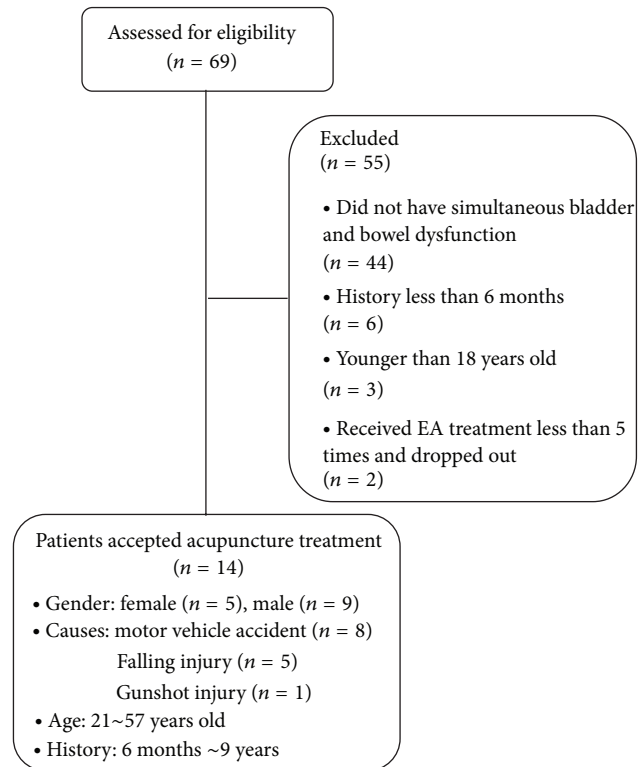 Assessed for eligibility
(n = 69)
Excluded
(n = 55)
• Did not have simultaneous bladder
and bowel dysfunction
(n = 44)
• History less than 6 months
(n = 6)
• Younger than 18 years old
(n = 3)
• Received EA treatment less than 5
times and dropped out
(n = 2)
Patients accepted acupuncture treatment
(n = 14)
• Gender: female (n = 5), male (n = 9)
• Causes: motor vehicle accident (n = 8)
Falling injury (n = 5)
Gunshot injury (n = 1)
• Age: 21~57 years old
• History: 6 months ~9 years